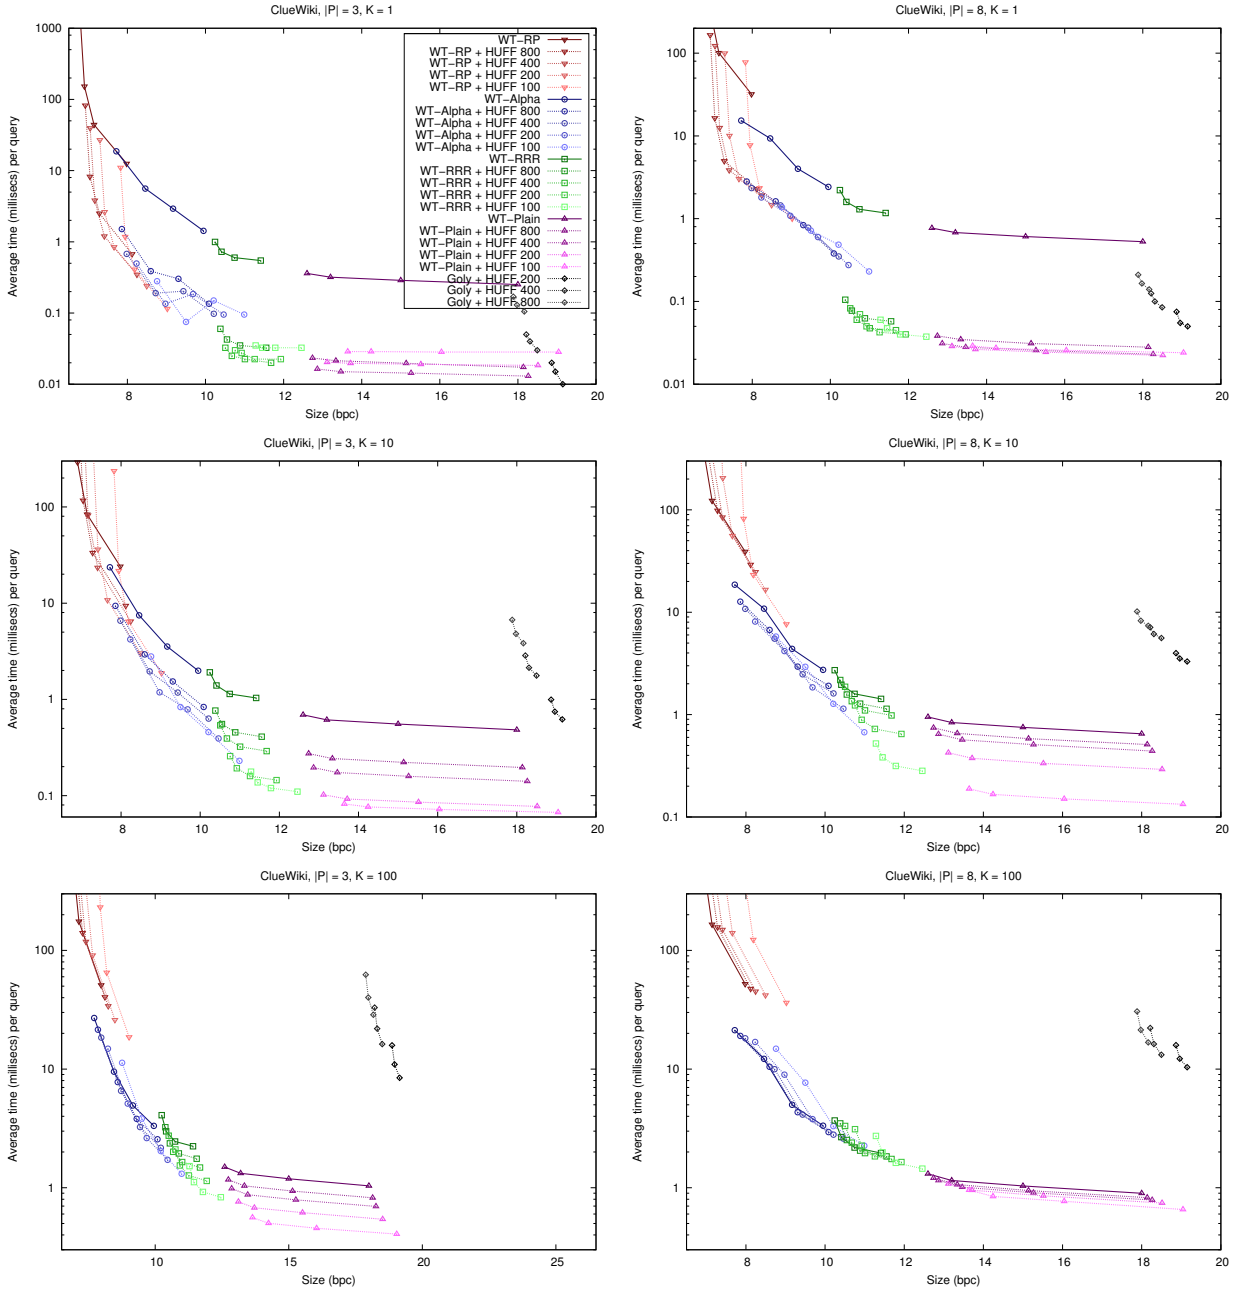 ClueWiki, |P| = 3, K = 1
1000
100
10
1
0.1
0.01
8
10
12
14
16
18
20
Average time (millisecs) per query
Size (bpc)
WT-RP
WT-RP + HUFF 800
WT-RP + HUFF 400
WT-RP + HUFF 200
WT-RP + HUFF 100
WT-Alpha
WT-Alpha + HUFF 800
WT-Alpha + HUFF 400
WT-Alpha + HUFF 200
WT-Alpha + HUFF 100
WT-RRR
WT-RRR + HUFF 800
WT-RRR + HUFF 400
WT-RRR + HUFF 200
WT-RRR + HUFF 100
WT-Plain
WT-Plain + HUFF 800
WT-Plain + HUFF 400
WT-Plain + HUFF 200
WT-Plain + HUFF 100
Goly + HUFF 200
Goly + HUFF 400
Goly + HUFF 800
ClueWiki, |P| = 8, K = 1
100
10
1
0.1
0.01
8
10
12
14
16
18
20
Average time (millisecs) per query
Size (bpc)
ClueWiki, |P| = 3, K = 10
100
10
1
0.1
8
10
12
14
16
18
20
Average time (millisecs) per query
Size (bpc)
ClueWiki, |P| = 8, K = 10
100
10
1
0.1
8
10
12
14
16
18
20
Average time (millisecs) per query
Size (bpc)
ClueWiki, |P| = 3, K = 100
100
10
1
10
15
20
25
Average time (millisecs) per query
Size (bpc)
ClueWiki, |P| = 8, K = 100
100
10
1
8
10
12
14
16
18
20
Average time (millisecs) per query
Size (bpc)